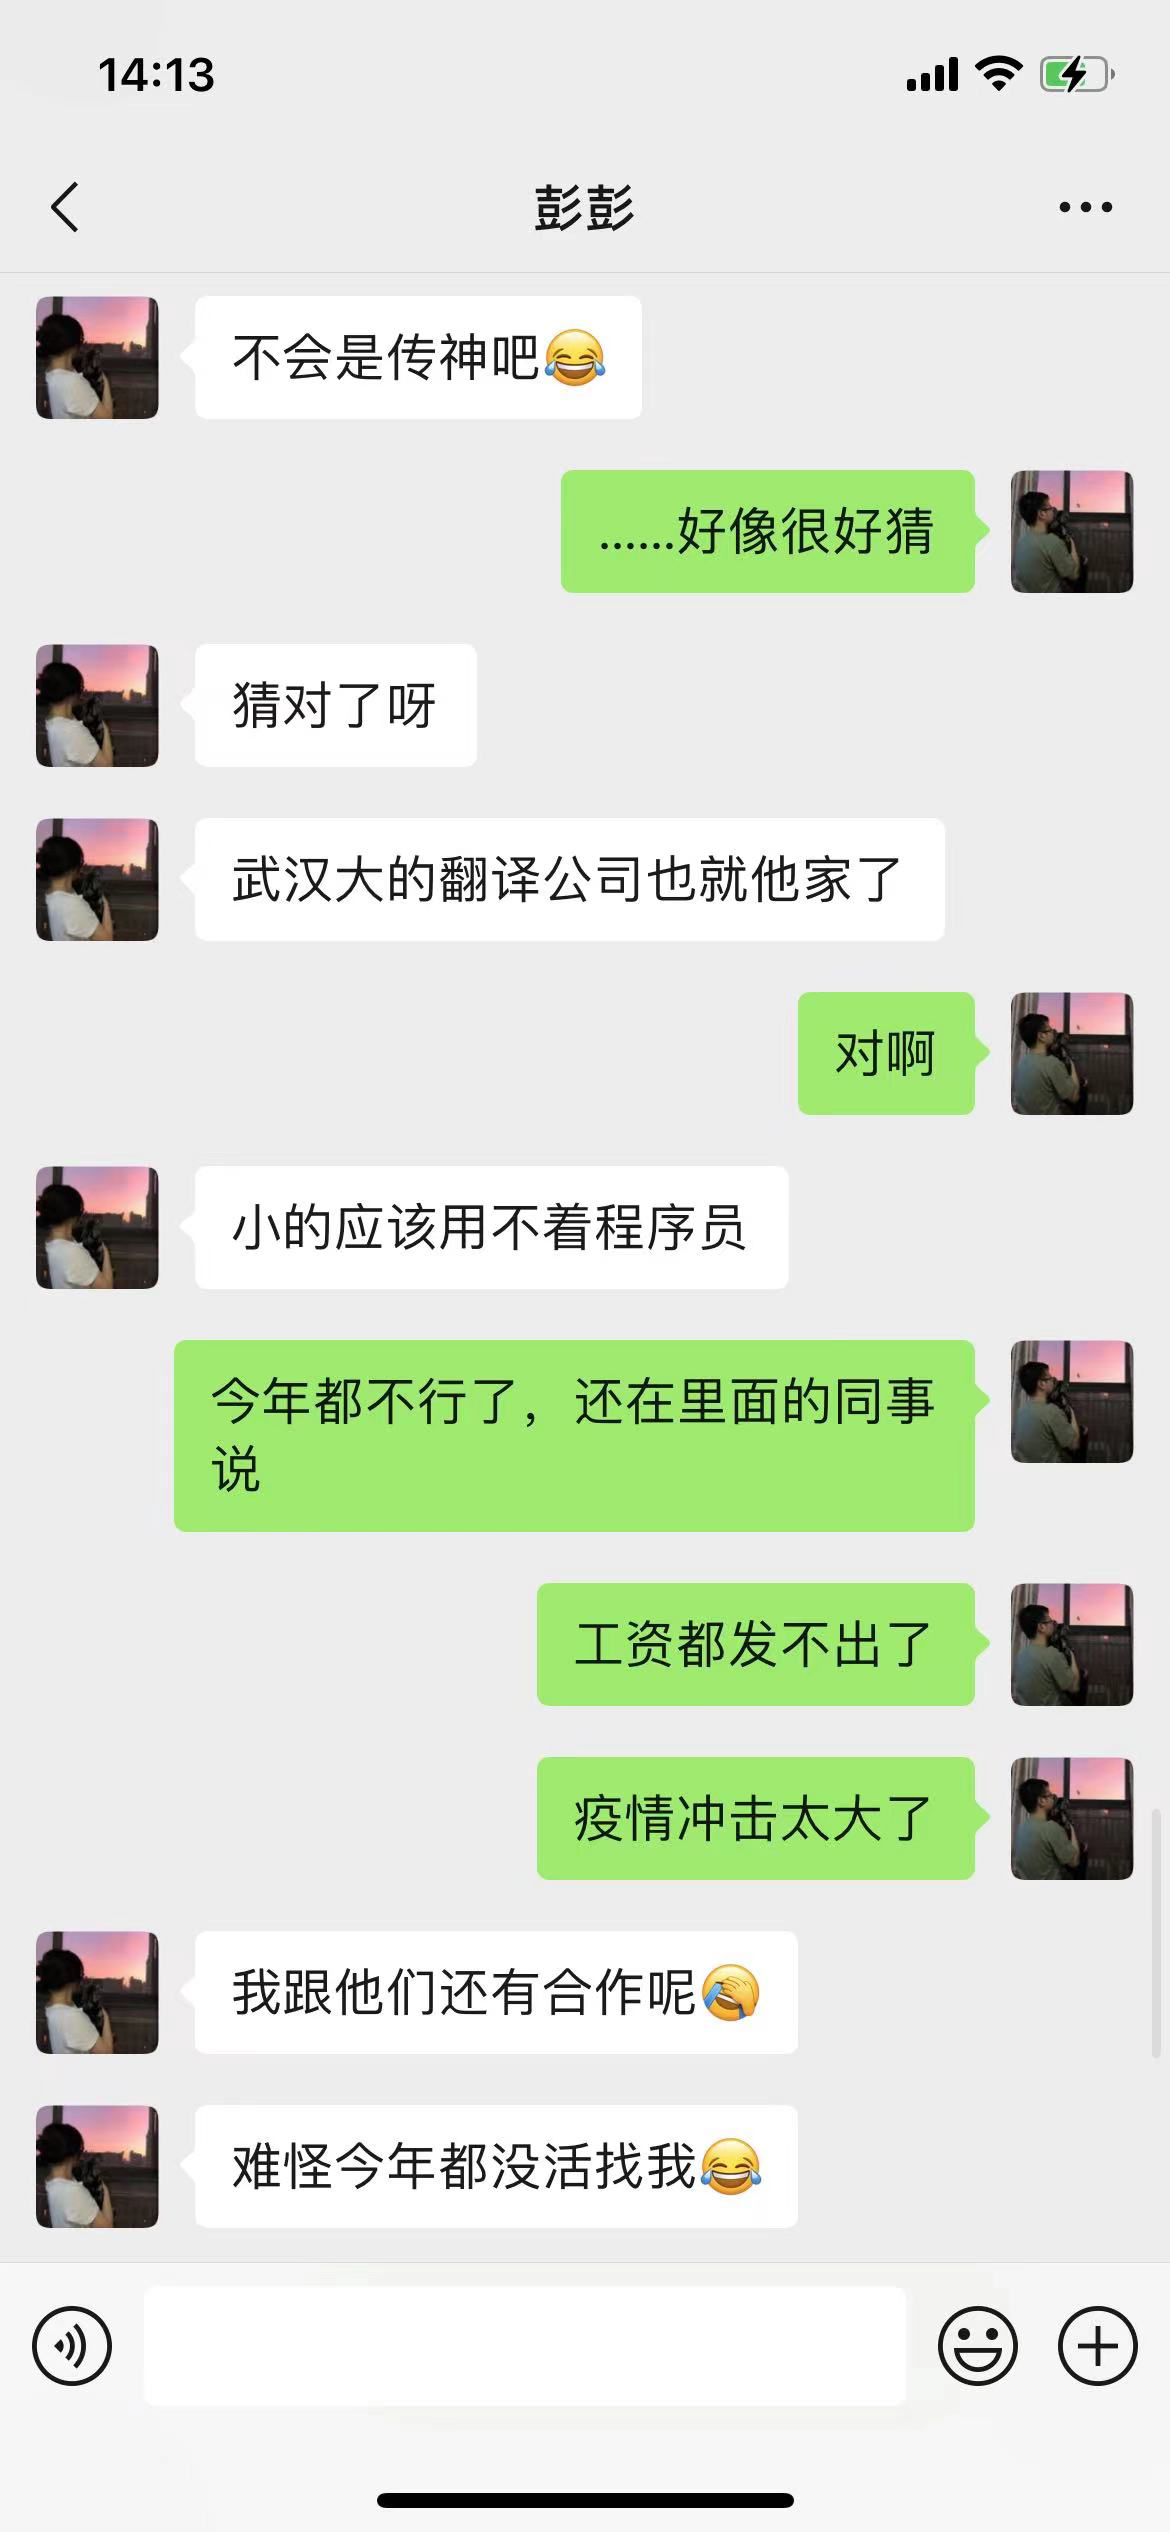 14:13
彭彭
不会是传神吧😂
......好像很好猜
猜对了呀
武汉大的翻译公司也就他家了
对啊
小的应该用不着程序员
今年都不行了，还在里面的同事
说
工资都发不出了
疫情冲击太大了
我跟他们还有合作呢🤣
难怪今年都没活找我😂